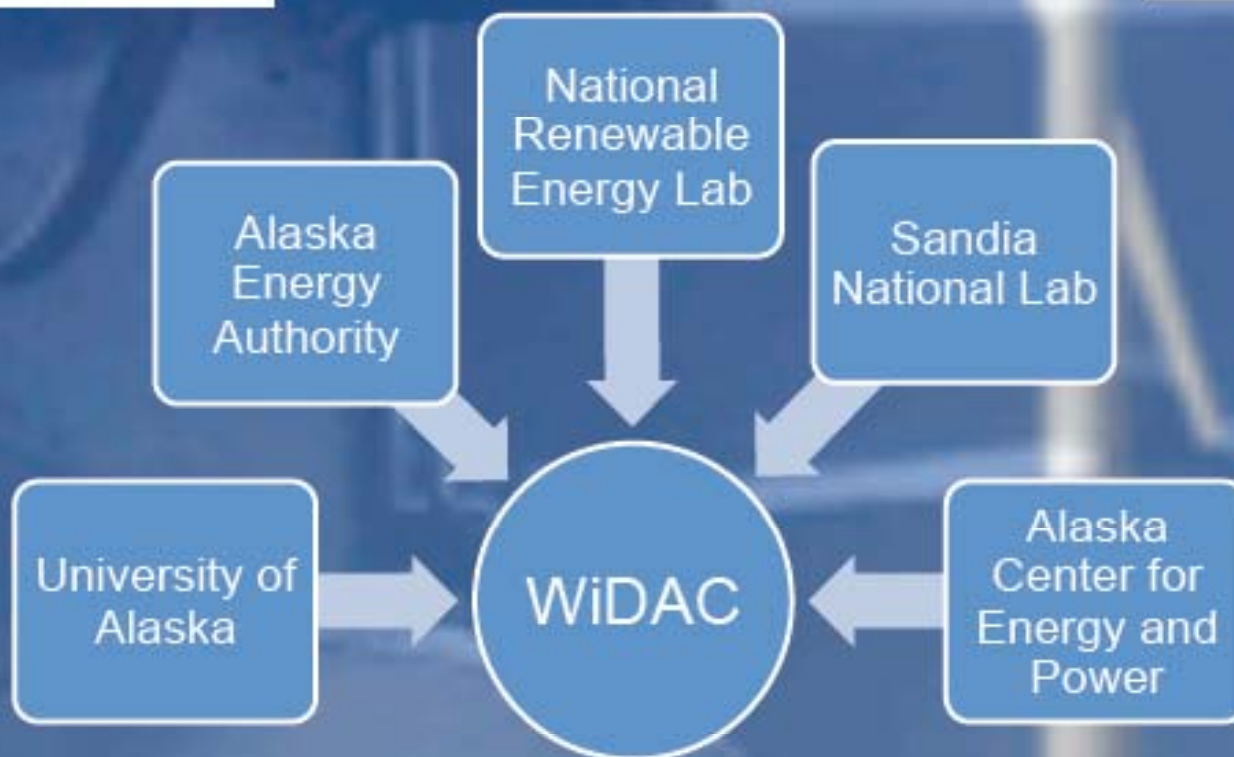 National
Renewable
Energy Lab
Alaska
Energy
Authority
Sandia
National Lab
University of
Alaska
WiDAC
Alaska
Center for
Energy and
Power